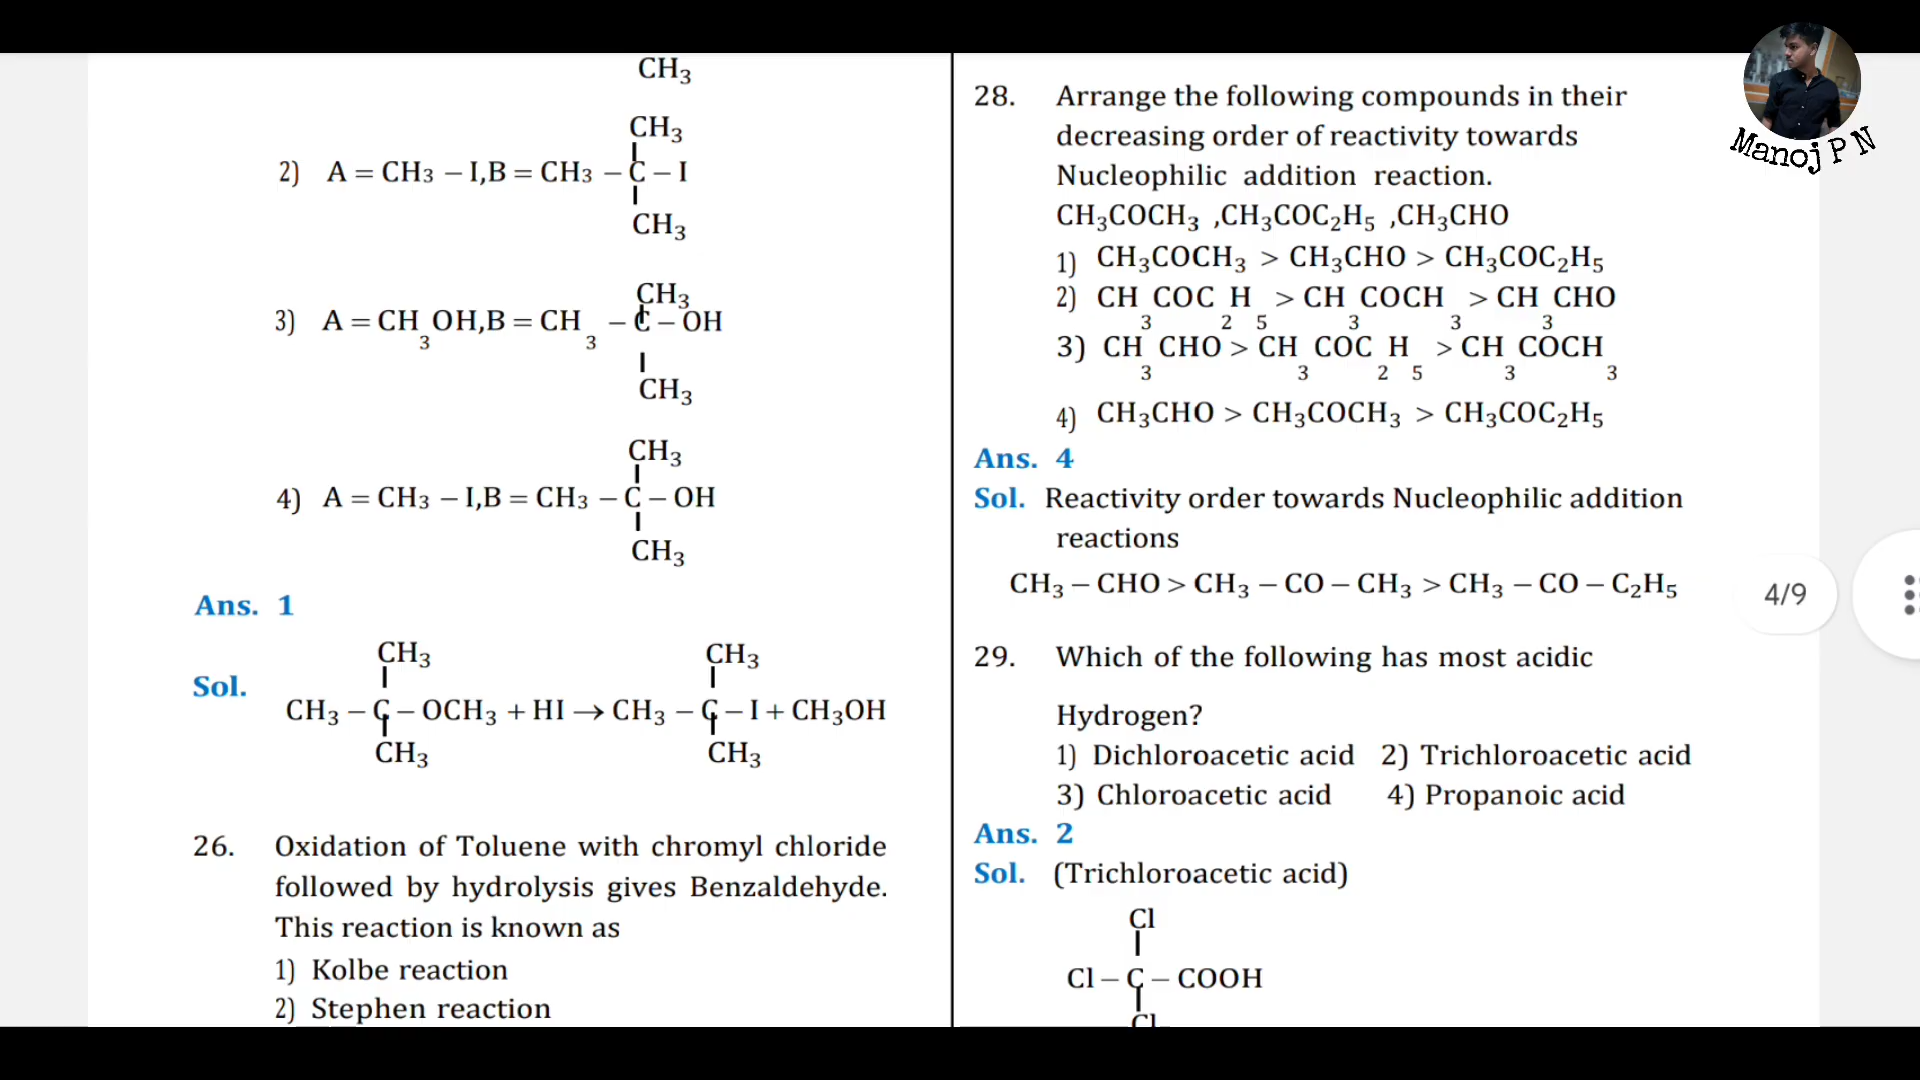 CH3
CH3
2) A = CH3 – I,B = CH3 – C – I
CH3
CH3
3) A = CH3OH,B = CH3 – C – OH
CH3
CH3
4) A = CH3 – I,B = CH3 – C – OH
CH3
Ans. 1
CH3 CH3
Sol.
CH3 – C – OCH3 + HI → CH3 – C – I + CH3OH
CH3 CH3
26. Oxidation of Toluene with chromyl chloride
followed by hydrolysis gives Benzaldehyde.
This reaction is known as
1) Kolbe reaction
2) Stephen reaction
28. Arrange the following compounds in their
decreasing order of reactivity towards
Nucleophilic addition reaction.
CH3COCH3 ,CH3COC2H5 ,CH3CHO
1) CH3COCH3 > CH3CHO > CH3COC2H5
2) CH3COC2H5 > CH3COCH3 > CH3CHO
3) CH3CHO > CH3COC2H5 > CH3COCH3
4) CH3CHO > CH3COCH3 > CH3COC2H5
Ans. 4
Sol. Reactivity order towards Nucleophilic addition
reactions
CH3 – CHO > CH3 – CO – CH3 > CH3 – CO – C2H5
29. Which of the following has most acidic
Hydrogen?
1) Dichloroacetic acid 2) Trichloroacetic acid
3) Chloroacetic acid 4) Propanoic acid
Ans. 2
Sol. (Trichloroacetic acid)
Cl
Cl – C – COOH
Cl
Manoj P N
4/9